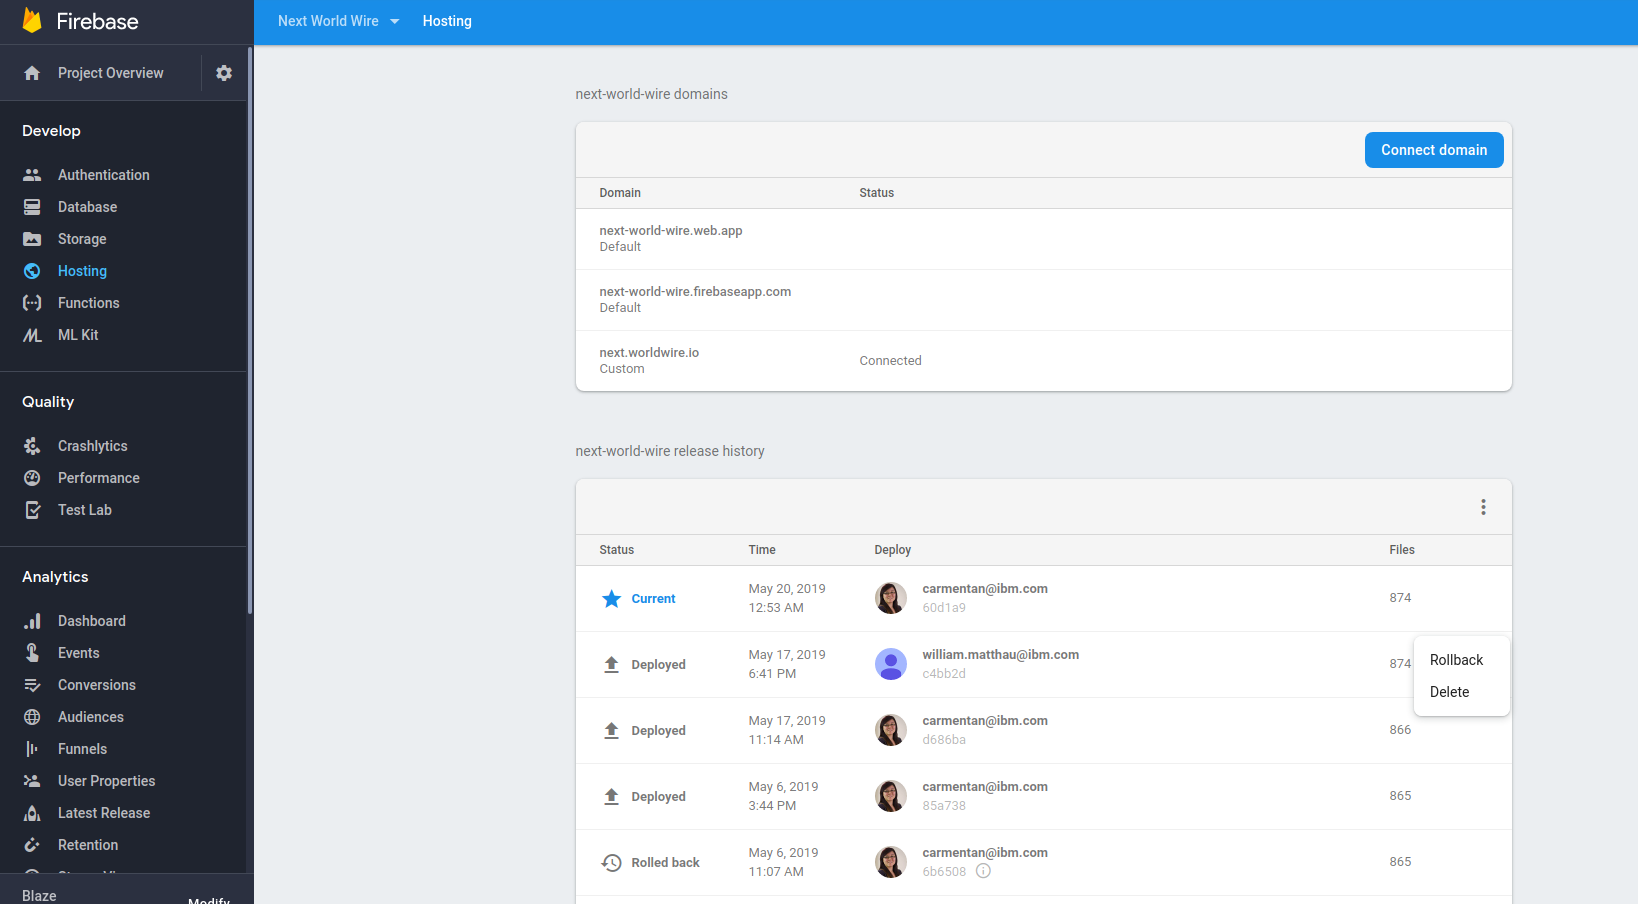 Firebase
Project Overview
Develop
Authentication
Database
Storage
Hosting
Functions
ML Kit
Quality
Crashlytics
Performance
Test Lab
Analytics
Dashboard
Events
Conversions
Audiences
Funnels
User Properties
Latest Release
Retention
Blaze
Modify
Next World Wire
Hosting
next-world-wire domains
Connect domain
Domain Status
next-world-wire.web.app
Default
next-world-wire.firebaseapp.com
Default
next.worldwire.io
Custom
Connected
next-world-wire release history
Status Time Deploy Files
Current
May 20, 2019
12:53 AM
carmentan@ibm.com
60d1a9
874
Deployed
May 17, 2019
6:41 PM
william.matthau@ibm.com
c4bb2d
874
Rollback
Delete
Deployed
May 17, 2019
11:14 AM
carmentan@ibm.com
d686ba
866
Deployed
May 6, 2019
3:44 PM
carmentan@ibm.com
85a738
865
Rolled back
May 6, 2019
11:07 AM
carmentan@ibm.com
6b6508
865